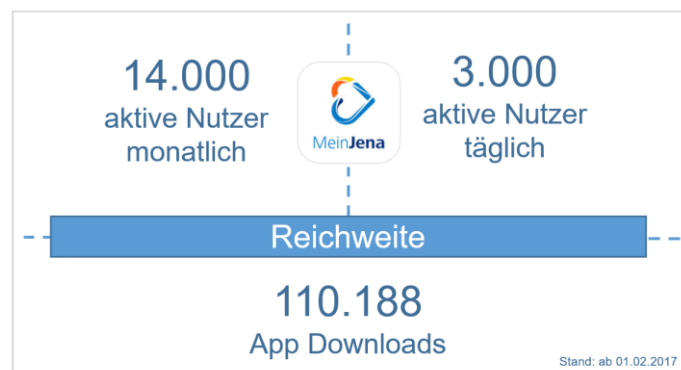 14.000
aktive Nutzer
monatlich
MeinJena
3.000
aktive Nutzer
täglich
Reichweite
110.188
App Downloads
Stand: ab 01.02.2017